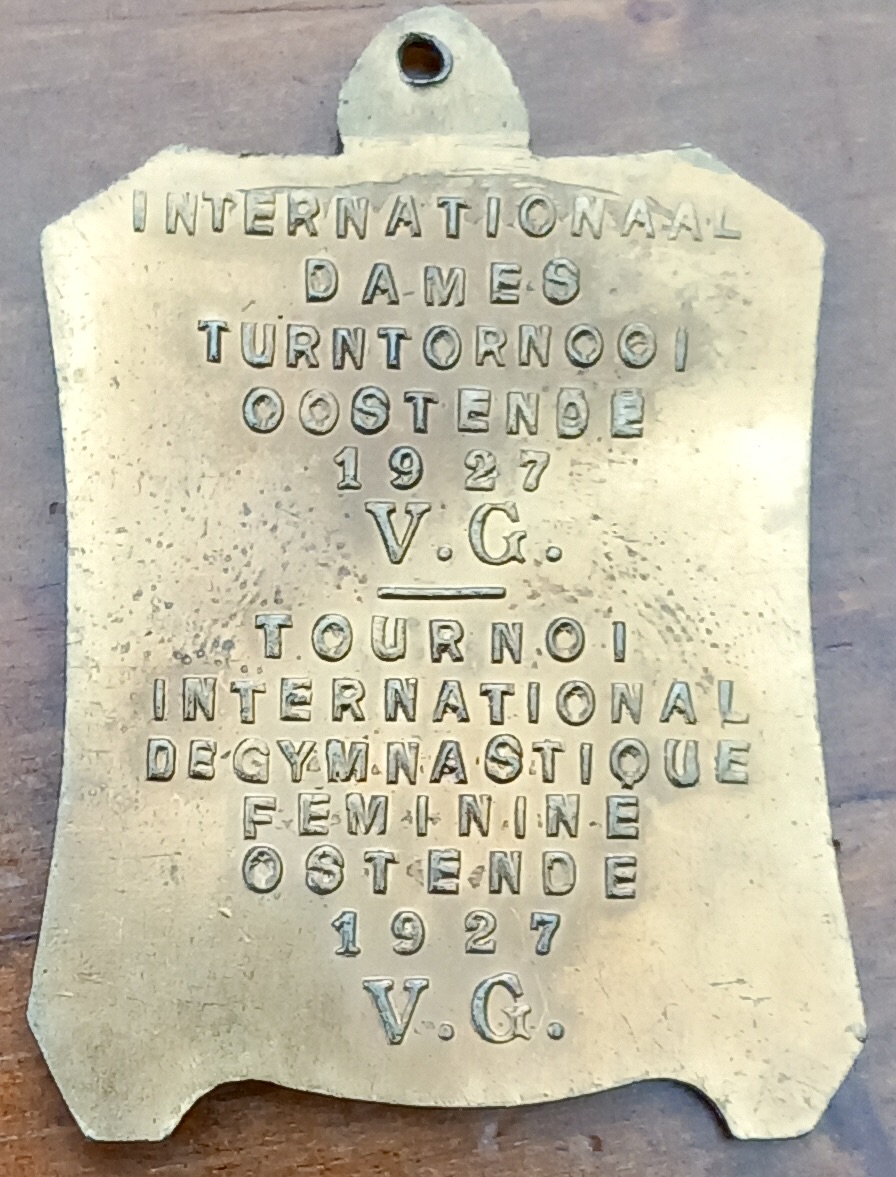 INTERNATIONAAL
DAMES
TURNTORNOOI
OOSTENDE
1927
V.G.
TOURNOI
INTERNATIONAL
DE GYMNASTIQUE
FEMININE
OSTENDE
1927
V.G.